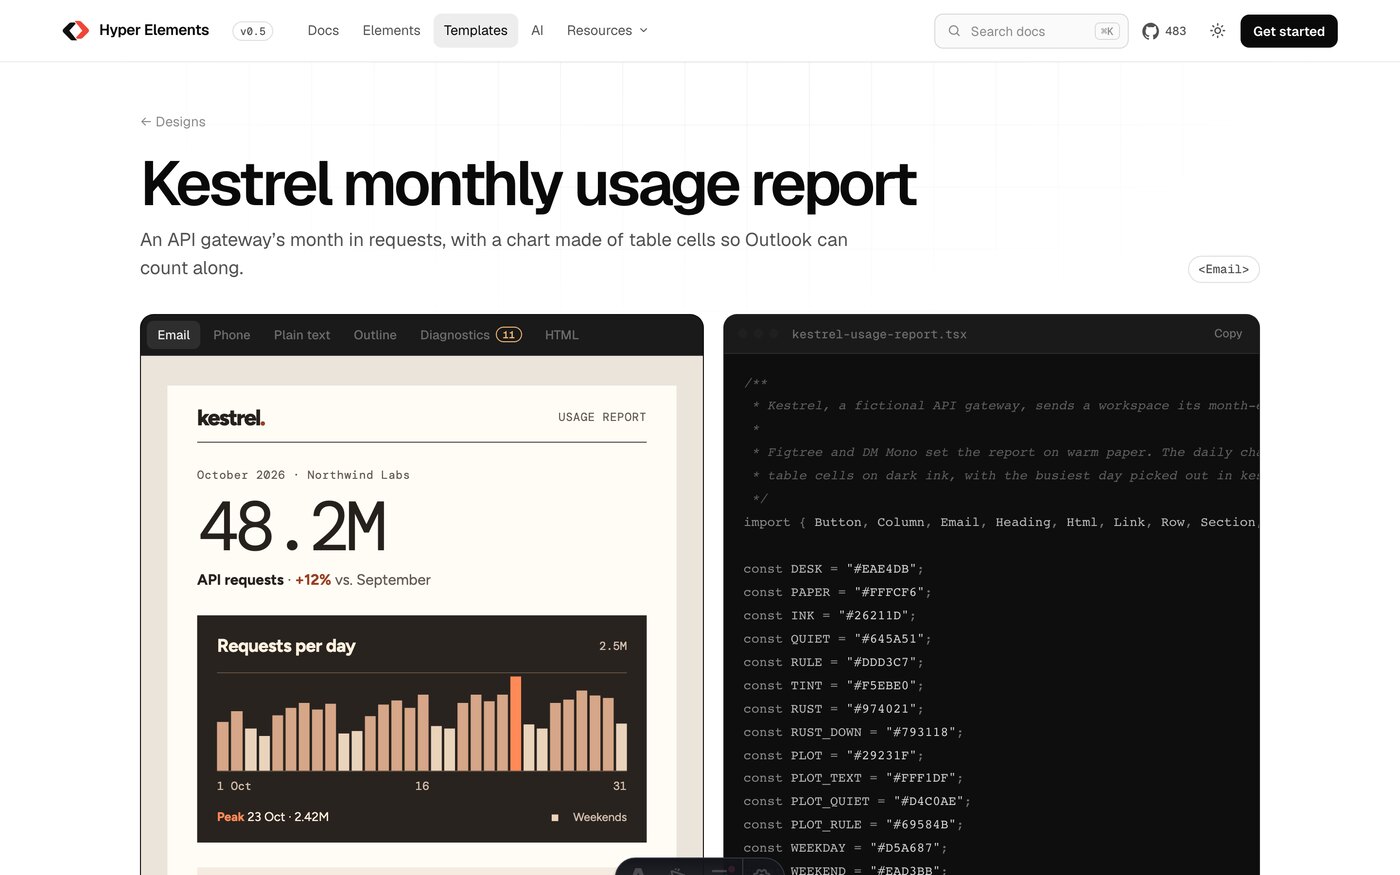 Hyper Elements
v0.5
Docs
Elements
Templates
AI
Resources
Search docs
⌘K
483
Get started
← Designs
Kestrel monthly usage report
An API gateway’s month in requests, with a chart made of table cells so Outlook can
count along.
<Email>
Email
Phone
Plain text
Outline
Diagnostics
11
HTML
kestrel.
USAGE REPORT
October 2026 · Northwind Labs
48.2M
API requests · +12% vs. September
Requests per day
2.5M
1 Oct
16
31
Peak 23 Oct · 2.42M
Weekends
kestrel-usage-report.tsx
Copy
/**
* Kestrel, a fictional API gateway, sends a workspace its month-
*
* Figtree and DM Mono set the report on warm paper. The daily
* table cells on dark ink, with the busiest day picked out in
*/
import { Button, Column, Email, Heading, Html, Link, Row, Section,
const DESK = "#EAE4DB";
const PAPER = "#FFFCF6";
const INK = "#26211D";
const QUIET = "#645A51";
const RULE = "#DDD3C7";
const TINT = "#F5EBE0";
const RUST = "#974021";
const RUST_DOWN = "#793118";
const PLOT = "#29231F";
const PLOT_TEXT = "#FFF1DF";
const PLOT_QUIET = "#D4C0AE";
const PLOT_RULE = "#69584B";
const WEEKDAY = "#D5A687";
WEEKEND = "#EAD3BB";